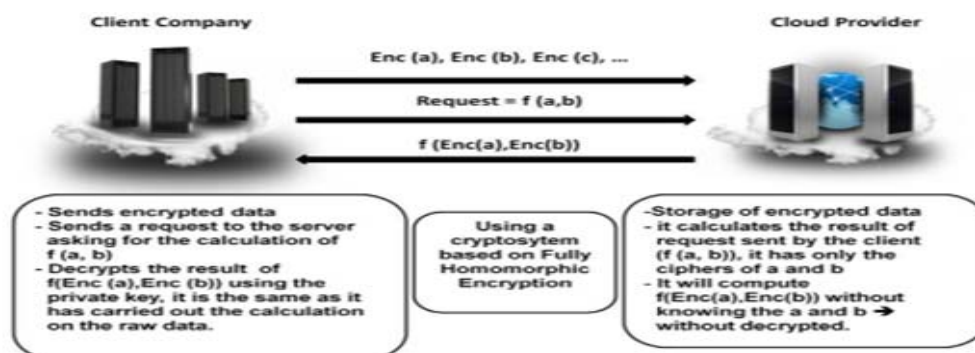 Client Company
Cloud Provider
Enc (a), Enc (b), Enc (c), ...
Request = f (a,b)
f (Enc(a),Enc(b))
- Sends encrypted data
- Sends a request to the server
asking for the calculation of
f (a, b)
- Decrypts the result of
f(Enc (a),Enc (b)) using the
private key, it is the same as it
has carried out the calculation
on the raw data.
Using a
cryptosytem
based on Fully
Homomorphic
Encryption
-Storage of encrypted data
- it calculates the result of
request sent by the client
(f (a, b)), it has only the
ciphers of a and b
- It will compute
f(Enc(a),Enc(b)) without
knowing the a and b ➔
without decrypted.